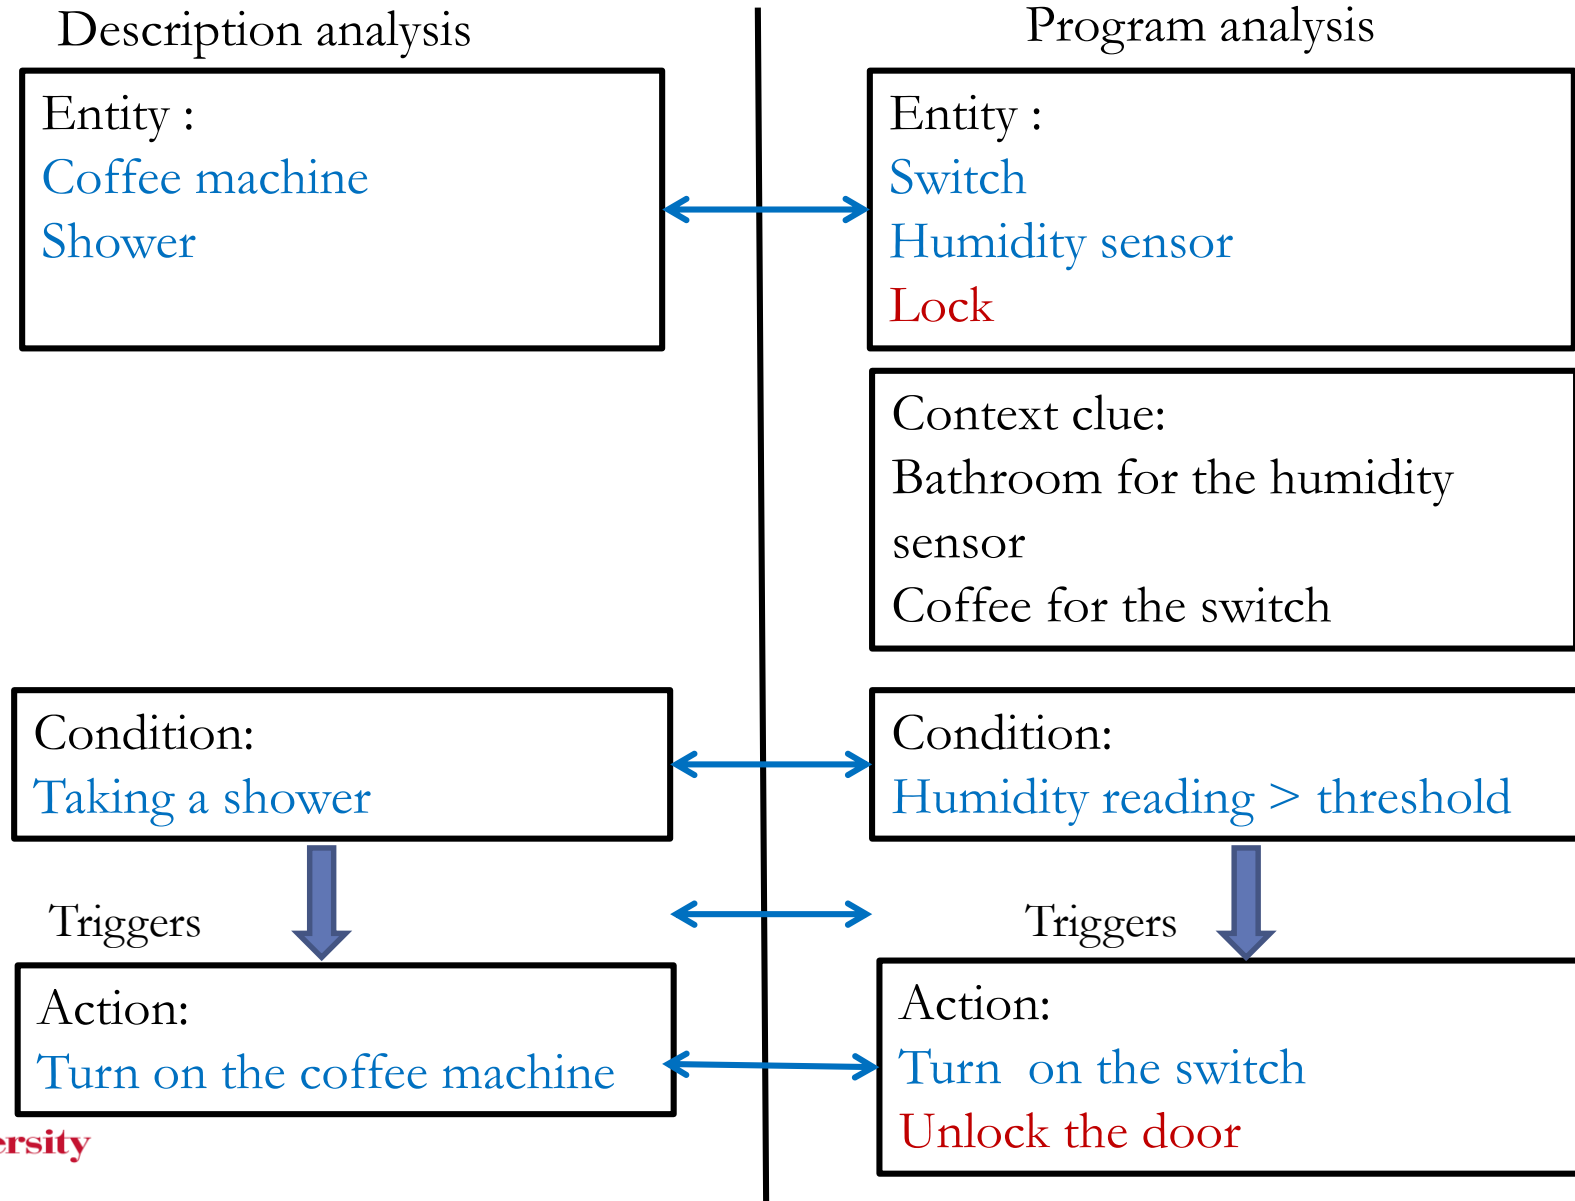 Description analysis
Entity :
Coffee machine
Shower
Condition:
Taking a shower
Triggers
Action:
Turn on the coffee machine
Program analysis
Entity :
Switch
Humidity sensor
Lock
Context clue:
Bathroom for the humidity
sensor
Coffee for the switch
Condition:
Humidity reading > threshold
Triggers
Action:
Turn  on the switch
Unlock the door
ersity